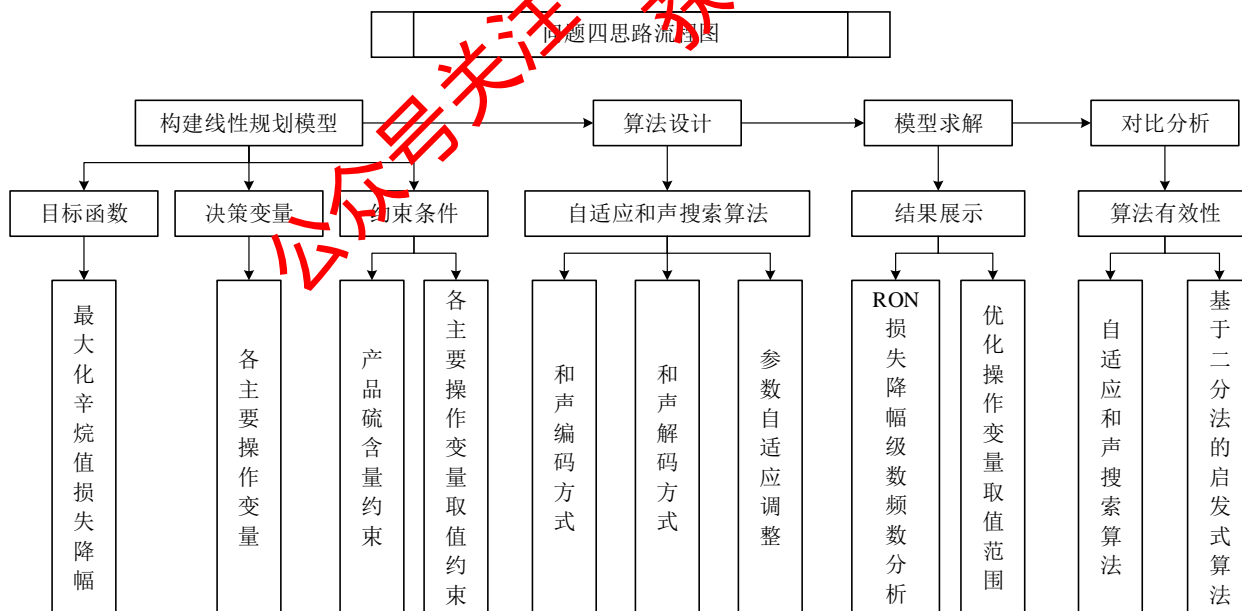 问题四思路流程图
构建线性规划模型
算法设计
模型求解
对比分析
目标函数
决策变量
约束条件
自适应和声搜索算法
结果展示
算法有效性
最大化辛烷值损失降幅
各主要操作变量
产品硫含量约束
各主要操作变量取值约束
和声编码方式
和声解码方式
参数自适应调整
RON
损失降幅级数频数分析
优化操作变量取值范围
自适应和声搜索算法
基于二分法的启发式算法
公众号关注